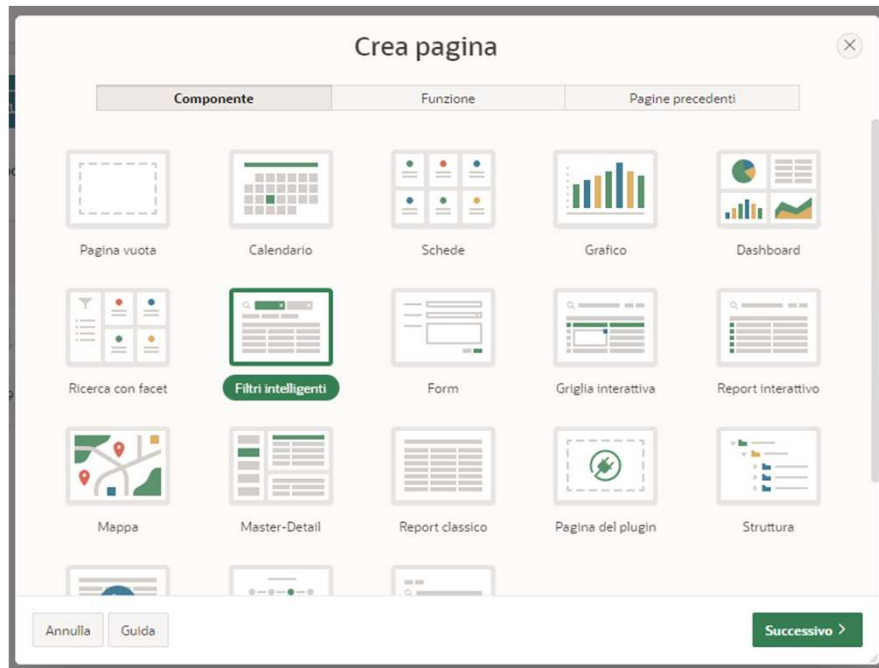 Crea pagina
Componente Funzione Pagine precedenti
Pagina vuota Calendario Schede Grafico Dashboard
Ricerca con facet Filtri intelligenti Form Griglia interattiva Report interattivo
Mappa Master-Detail Report classico Pagina del plugin Struttura
Annulla Guida Successivo